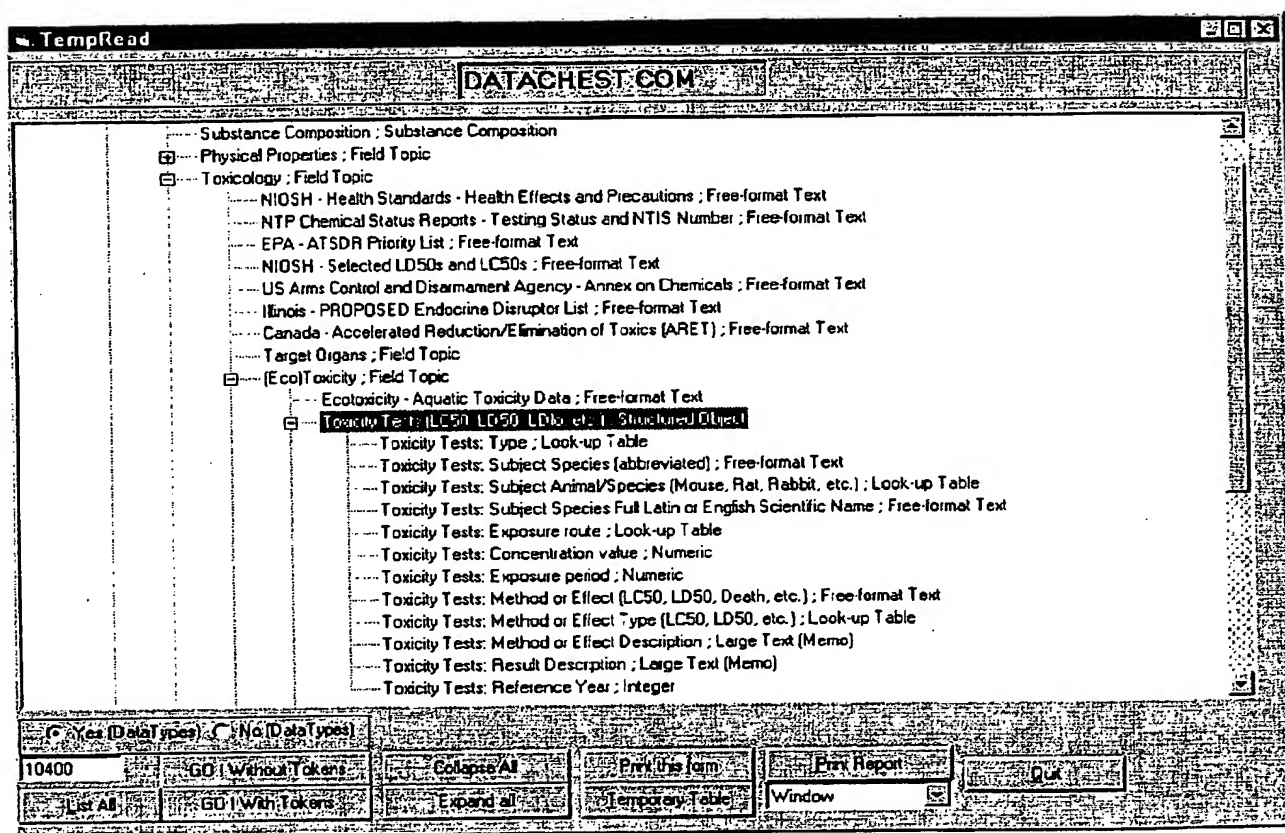 TempRead
DATACHEST.COM
Substance Composition ; Substance Composition
Physical Properties ; Field Topic
Toxicology ; Field Topic
NIOSH - Health Standards - Health Effects and Precautions ; Free-format Text
NTP Chemical Status Reports - Testing Status and NTIS Number ; Free-format Text
EPA - ATSDR Priority List ; Free-format Text
NIOSH - Selected LD50s and LC50s ; Free-format Text
US Arms Control and Disarmament Agency - Annex on Chemicals ; Free-format Text
Illinois - PROPOSED Endocrine Disruptor List ; Free-format Text
Canada - Accelerated Reduction/Elimination of Toxics (ARET) ; Free-format Text
Target Organs ; Field Topic
(Eco)Toxicity ; Field Topic
Ecotoxicity - Aquatic Toxicity Data ; Free-format Text
Toxicity Test: (LC50, LD50, LDLo, etc.) ; Structured Object
Toxicity Tests: Type ; Look-up Table
Toxicity Tests: Subject Species (abbreviated) ; Free-format Text
Toxicity Tests: Subject Animal/Species (Mouse, Rat, Rabbit, etc.) ; Look-up Table
Toxicity Tests: Subject Species Full Latin or English Scientific Name ; Free-format Text
Toxicity Tests: Exposure route ; Look-up Table
Toxicity Tests: Concentration value ; Numeric
Toxicity Tests: Exposure period ; Numeric
Toxicity Tests: Method or Effect (LC50, LD50, Death, etc.) ; Free-format Text
Toxicity Tests: Method or Effect Type (LC50, LD50, etc.) ; Look-up Table
Toxicity Tests: Method or Effect Description ; Large Text (Memo)
Toxicity Tests: Result Descrption ; Large Text (Memo)
Toxicity Tests: Reference Year ; Integer
Yes (DataTypes) No (DataTypes)
10400 GO ! Without Tokens Collapse All Print this form Print Report Quit
List All GO ! With Tokens Expand all Temporary Table Window